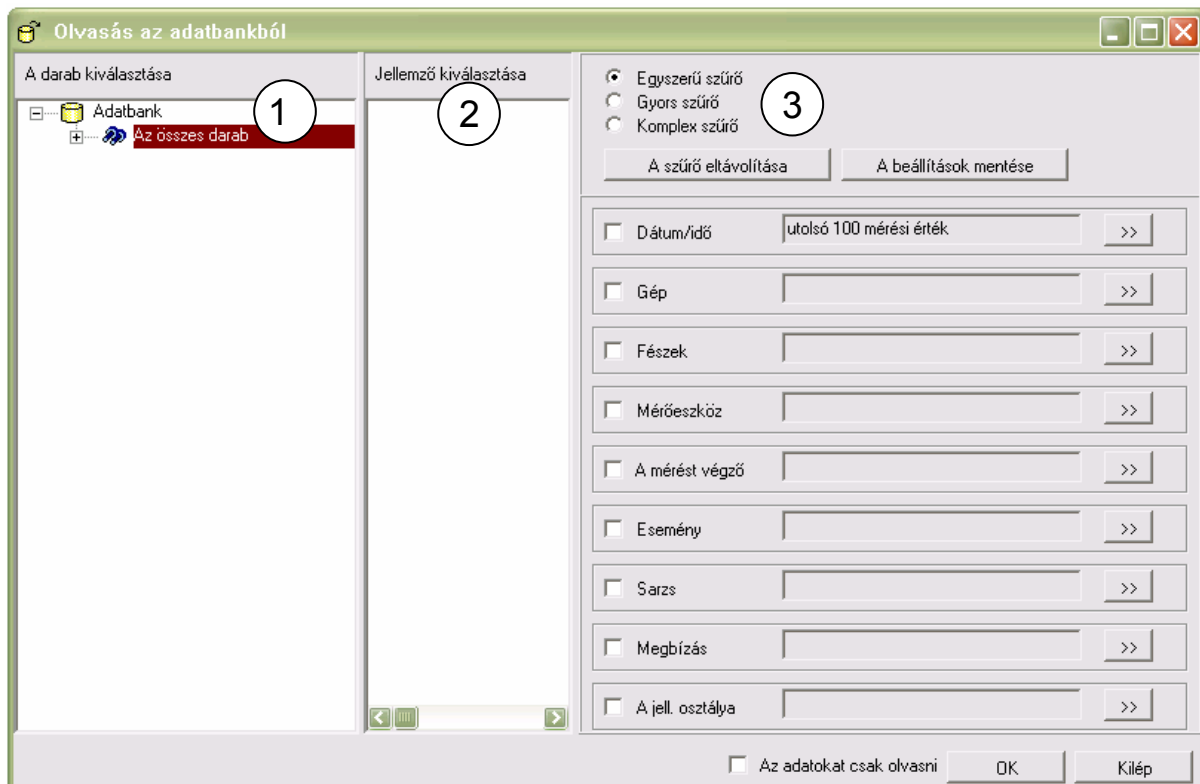 Olvasás az adatbankból
A darab kiválasztása
Adatbank
Az összes darab
1
Jellemző kiválasztása
2
Egyszerű szűrő
Gyors szűrő
Komplex szűrő
3
A szűrő eltávolítása
A beállítások mentése
Dátum/idő utolsó 100 mérési érték >>
Gép >>
Fészek >>
Mérőeszköz >>
A mérést végző >>
Esemény >>
Sarzs >>
Megbízás >>
A jell. osztálya >>
Az adatokat csak olvasni OK Kilép